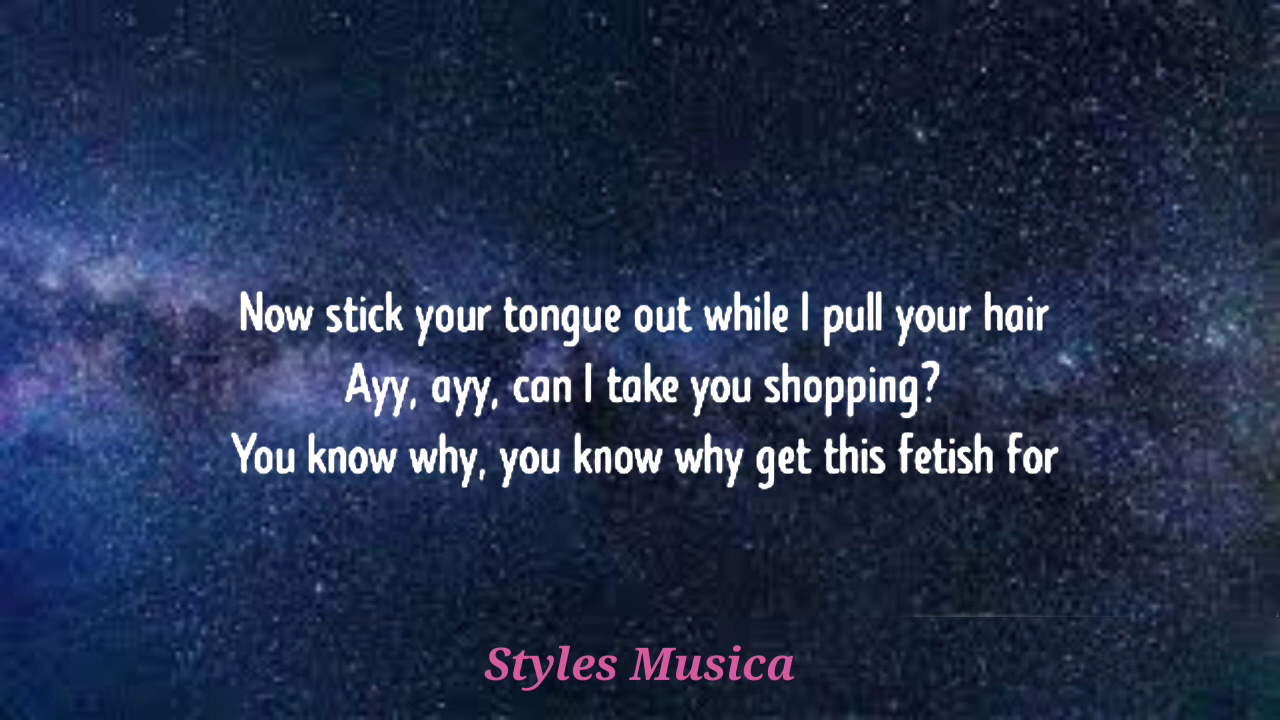 Now stick your tongue out while I pull your hair
Ayy, ayy, can I take you shopping?
You know why, you know why get this fetish for
Styles Musica